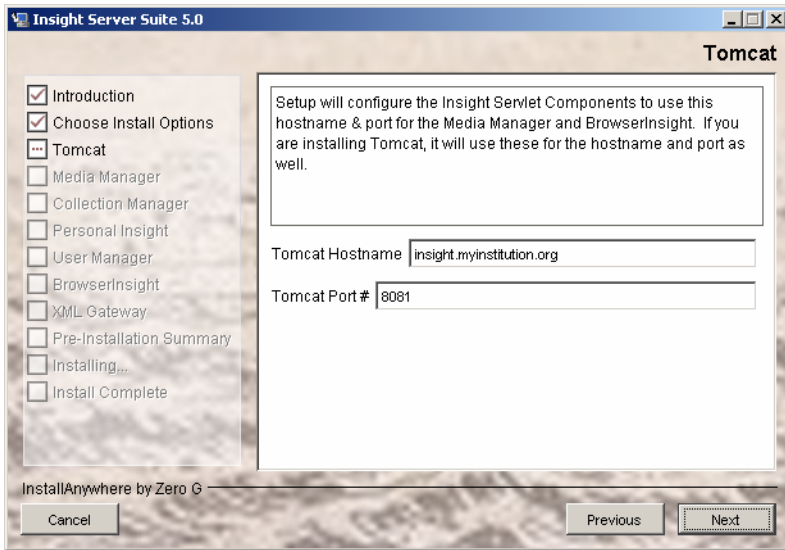 Insight Server Suite 5.0
Tomcat
Introduction
Choose Install Options
Tomcat
Media Manager
Collection Manager
Personal Insight
User Manager
BrowserInsight
XML Gateway
Pre-Installation Summary
Installing...
Install Complete
Setup will configure the Insight Servlet Components to use this
hostname & port for the Media Manager and BrowserInsight. If you
are installing Tomcat, it will use these for the hostname and port as
well.
Tomcat Hostname insight.myinstitution.org
Tomcat Port # 8081
InstallAnywhere by Zero G
Cancel
Previous
Next